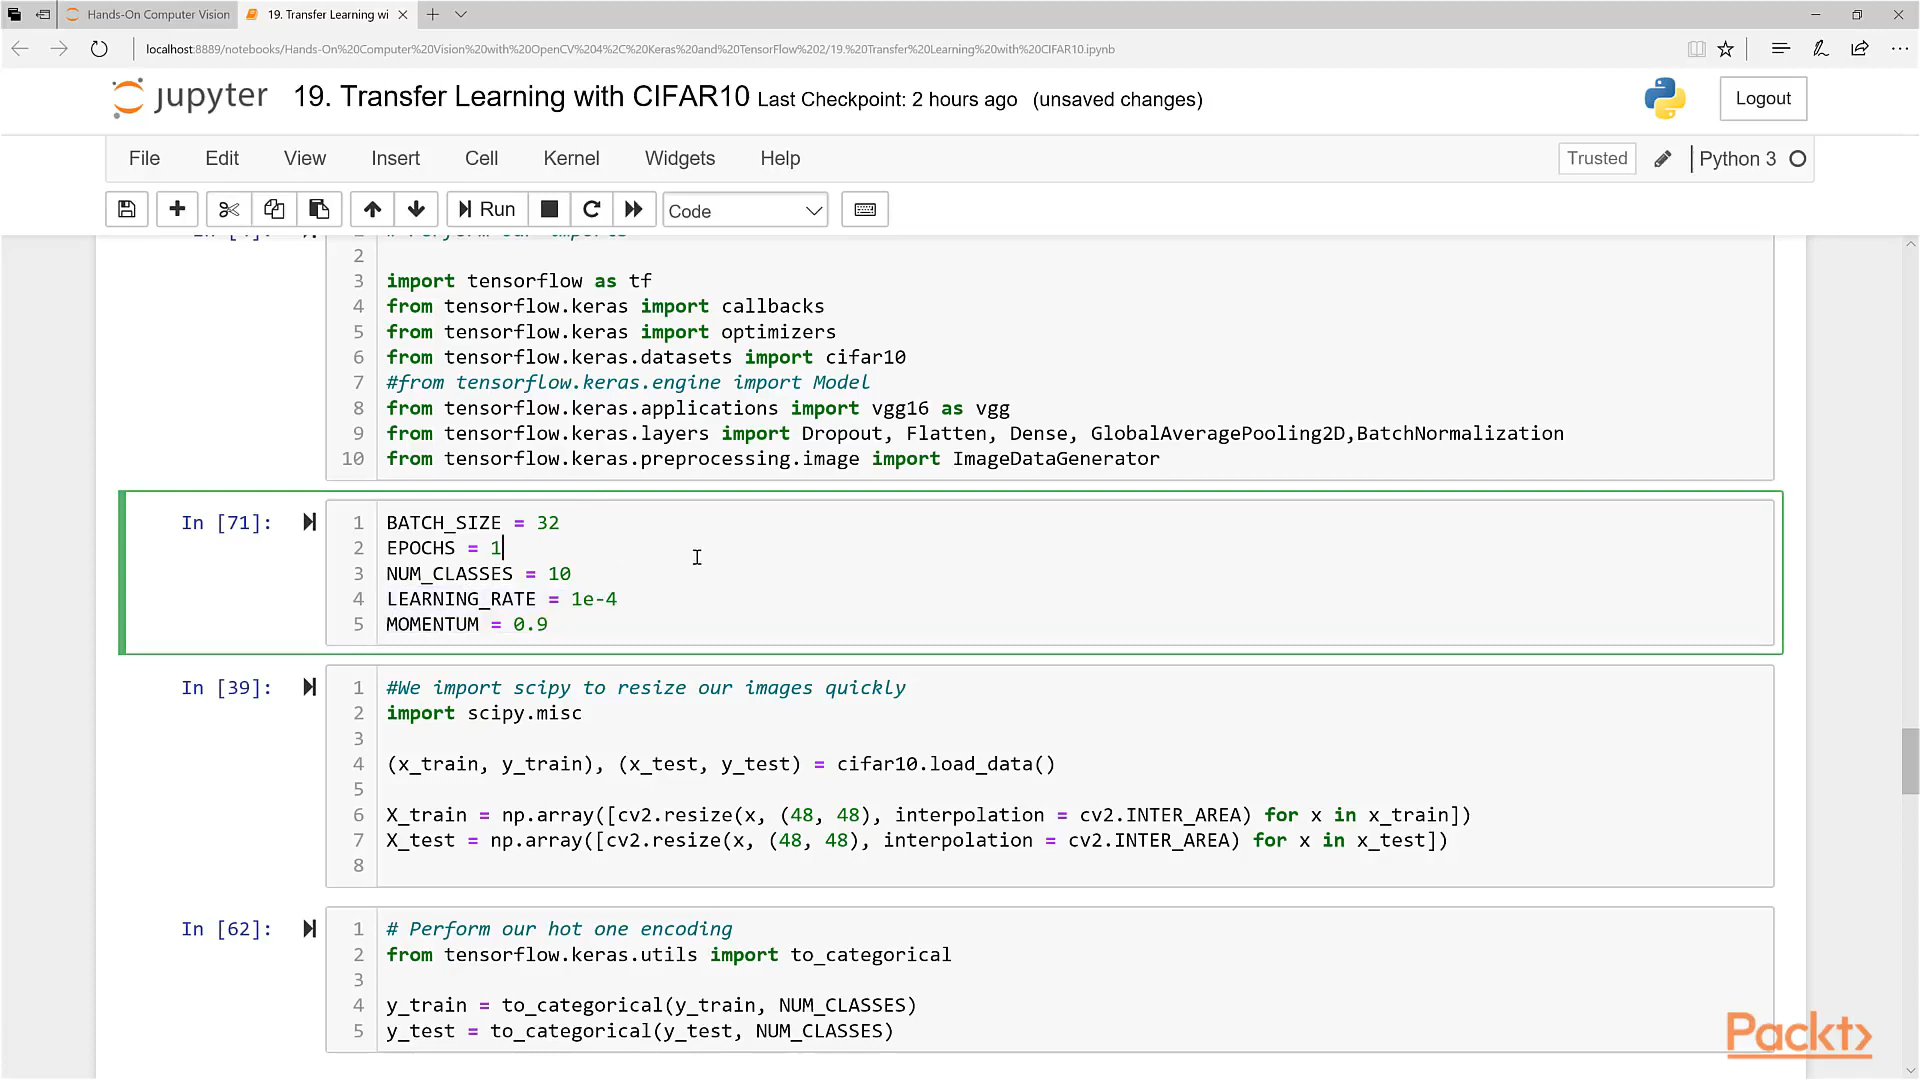 Hands-On Computer Vision
19. Transfer Learning wi
localhost:8889/notebooks/Hands-On%20Computer%20Vision%20with%20OpenCV%204%2C%20Keras%20and%20TensorFlow%202/19.%20Transfer%20Learning%20with%20CIFAR10.ipynb
jupyter 19. Transfer Learning with CIFAR10 Last Checkpoint: 2 hours ago (unsaved changes)
Logout
File Edit View Insert Cell Kernel Widgets Help
Trusted Python 3
Run Code
2
3 import tensorflow as tf
4 from tensorflow.keras import callbacks
5 from tensorflow.keras import optimizers
6 from tensorflow.keras.datasets import cifar10
7 #from tensorflow.keras.engine import Model
8 from tensorflow.keras.applications import vgg16 as vgg
9 from tensorflow.keras.layers import Dropout, Flatten, Dense, GlobalAveragePooling2D,BatchNormalization
10 from tensorflow.keras.preprocessing.image import ImageDataGenerator
In [71]: 1 BATCH_SIZE = 32
2 EPOCHS = 1
3 NUM_CLASSES = 10
4 LEARNING_RATE = 1e-4
5 MOMENTUM = 0.9
In [39]: 1 #We import scipy to resize our images quickly
2 import scipy.misc
3
4 (x_train, y_train), (x_test, y_test) = cifar10.load_data()
5
6 X_train = np.array([cv2.resize(x, (48, 48), interpolation = cv2.INTER_AREA) for x in x_train])
7 X_test = np.array([cv2.resize(x, (48, 48), interpolation = cv2.INTER_AREA) for x in x_test])
8
In [62]: 1 # Perform our hot one encoding
2 from tensorflow.keras.utils import to_categorical
3
4 y_train = to_categorical(y_train, NUM_CLASSES)
5 y_test = to_categorical(y_test, NUM_CLASSES)
Packt>